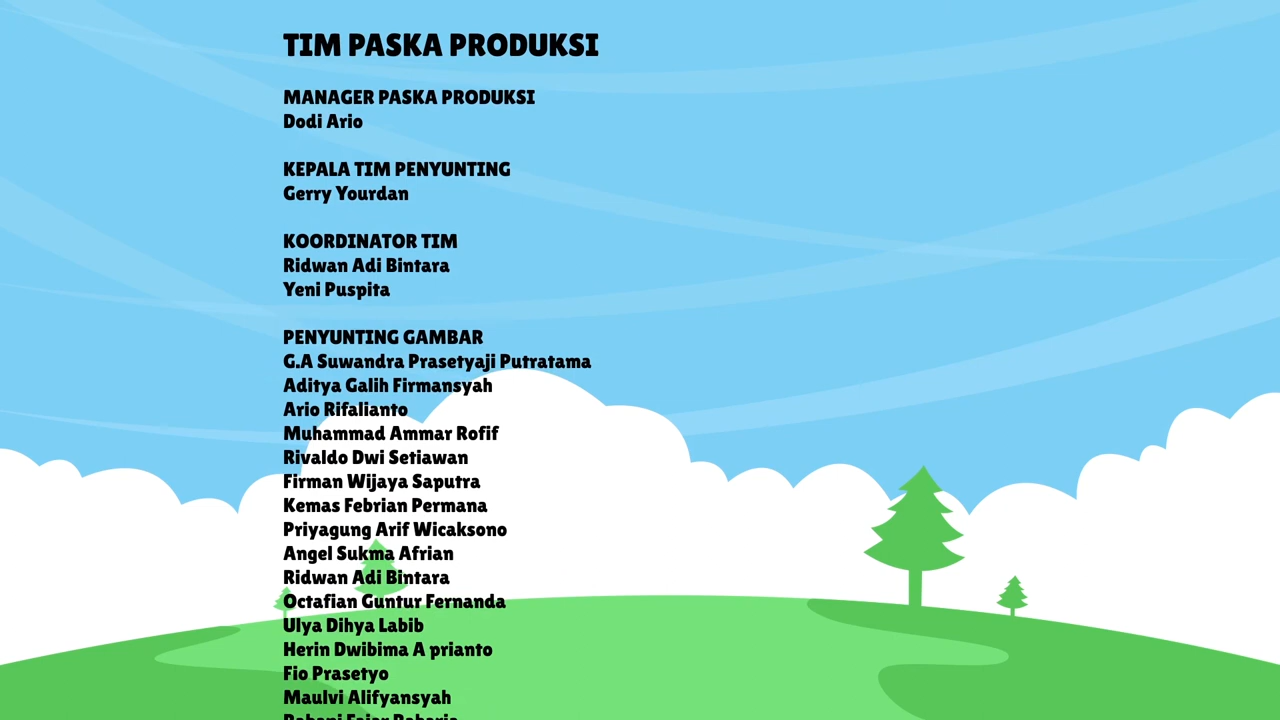 TIM PASKA PRODUKSI
MANAGER PASKA PRODUKSI
Dodi Ario
KEPALA TIM PENYUNTING
Gerry Yourdan
KOORDINATOR TIM
Ridwan Adi Bintara
Yeni Puspita
PENYUNTING GAMBAR
G.A Suwandra Prasetyaji Putratama
Aditya Galih Firmansyah
Ario Rifalianto
Muhammad Ammar Rofif
Rivaldo Dwi Setiawan
Firman Wijaya Saputra
Kemas Febrian Permana
Priyagung Arif Wicaksono
Angel Sukma Afrian
Ridwan Adi Bintara
Octafian Guntur Fernanda
Ulya Dihya Labib
Herin Dwibima A prianto
Fio Prasetyo
Maulvi Alifyansyah